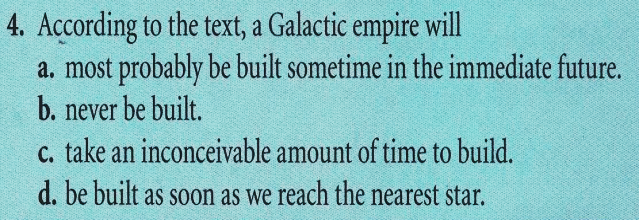 4. According to the text, a Galactic empire will
a. most probably be built sometime in the immediate future.
b. never be built.
c. take an inconceivable amount of time to build.
d. be built as soon as we reach the nearest star.